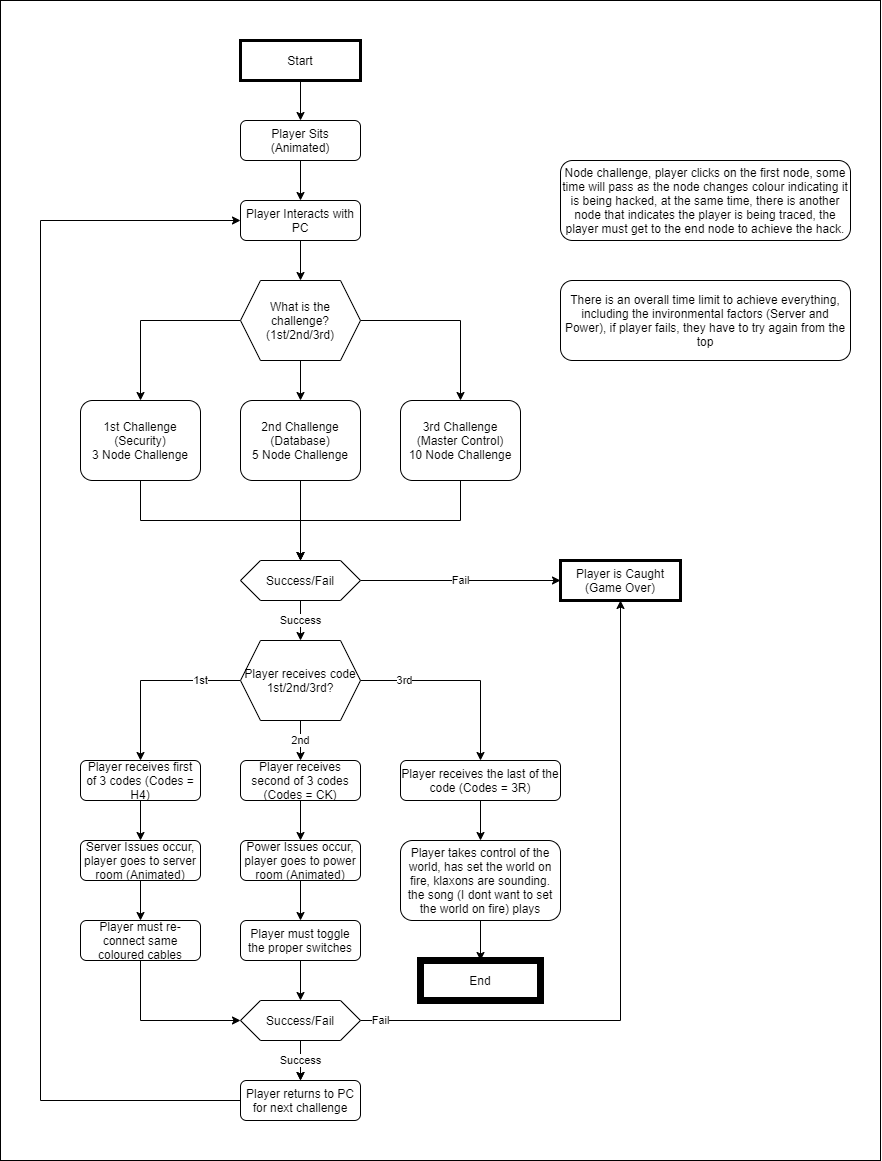 Start
Player Sits
(Animated)
Node challenge, player clicks on the first node, some
time will pass as the node changes colour indicating it
is being hacked, at the same time, there is another
node that indicates the player is being traced, the
player must get to the end node to achieve the hack.
Player Interacts with
PC
What is the
challenge?
(1st/2nd/3rd)
There is an overall time limit to achieve everything,
including the invironmental factors (Server and
Power), if player fails, they have to try again from the
top
1st Challenge
(Security)
3 Node Challenge
2nd Challenge
(Database)
5 Node Challenge
3rd Challenge
(Master Control)
10 Node Challenge
Success/Fail
Fail
Player is Caught
(Game Over)
Success
Player receives code
1st/2nd/3rd?
1st
3rd
2nd
Player receives first
of 3 codes (Codes =
H4)
Player receives
second of 3 codes
(Codes = CK)
Player receives the last of the
code (Codes = 3R)
Server Issues occur,
player goes to server
room (Animated)
Power Issues occur,
player goes to power
room (Animated)
Player takes control of the
world, has set the world on
fire, klaxons are sounding.
the song (I dont want to set
the world on fire) plays
Player must re-
connect same
coloured cables
Player must toggle
the proper switches
End
Success/Fail
Fail
Success
Player returns to PC
for next challenge